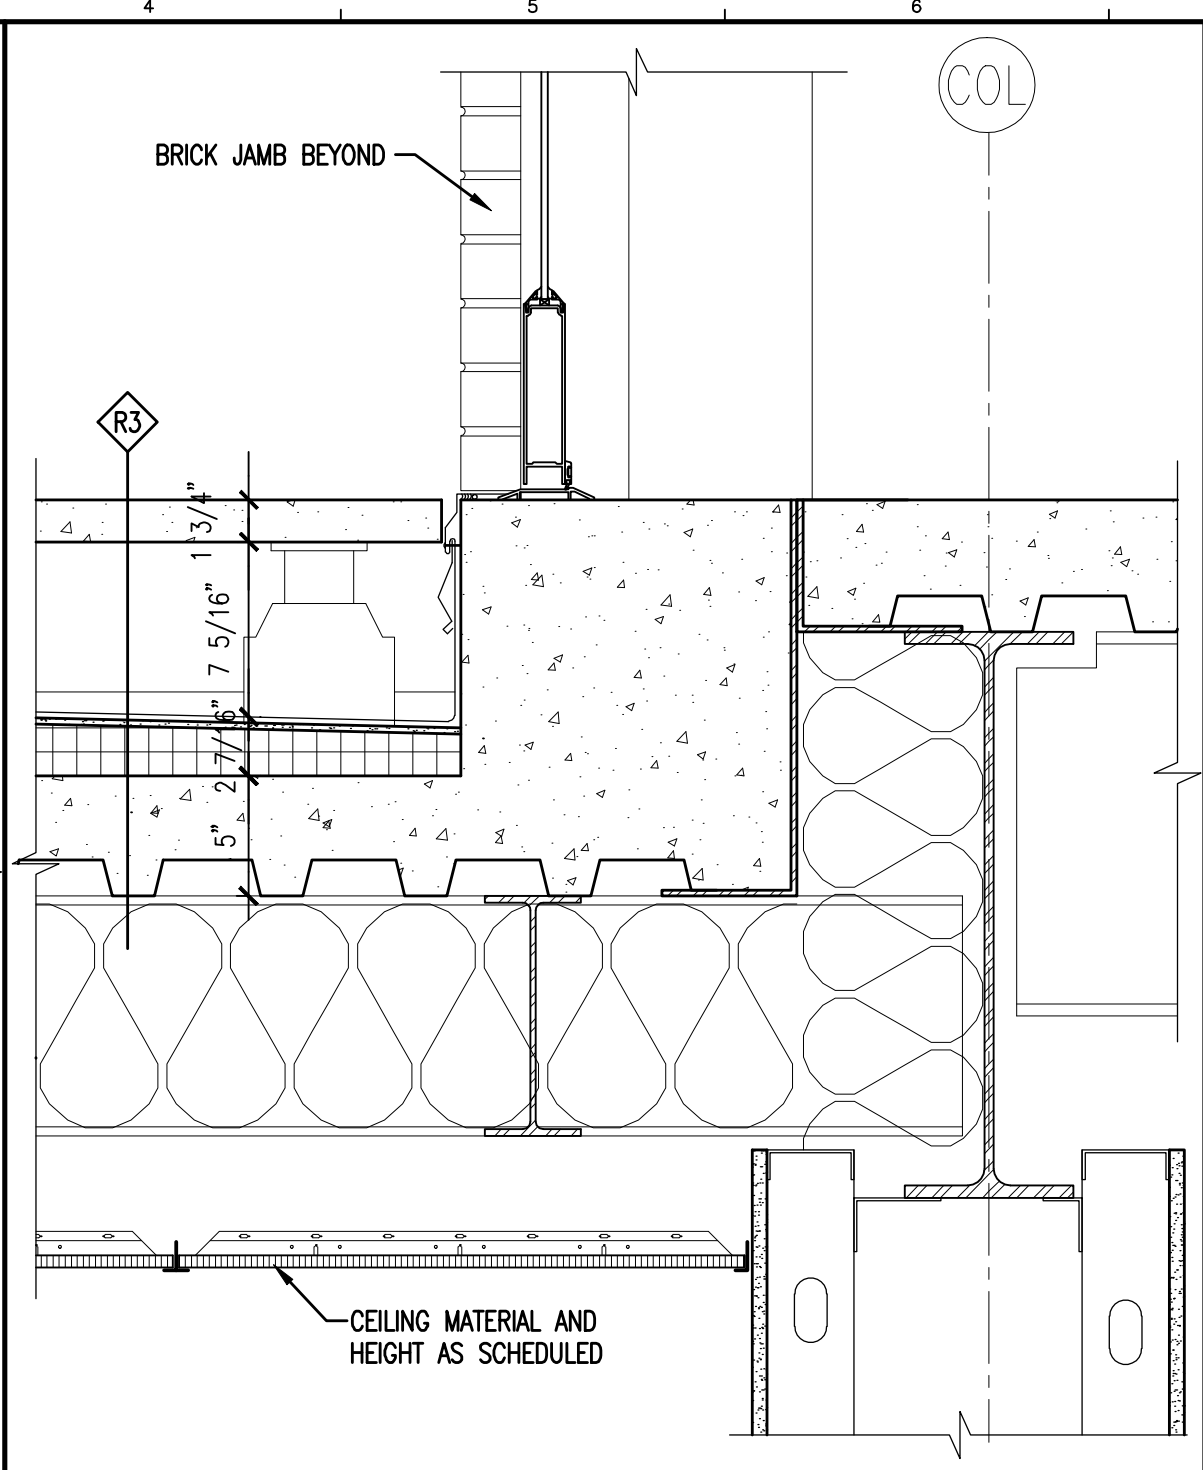 4 5 6
COL
BRICK JAMB BEYOND
R3
1 3/4"
7 5/16"
2 7/16"
5"
CEILING MATERIAL AND
HEIGHT AS SCHEDULED